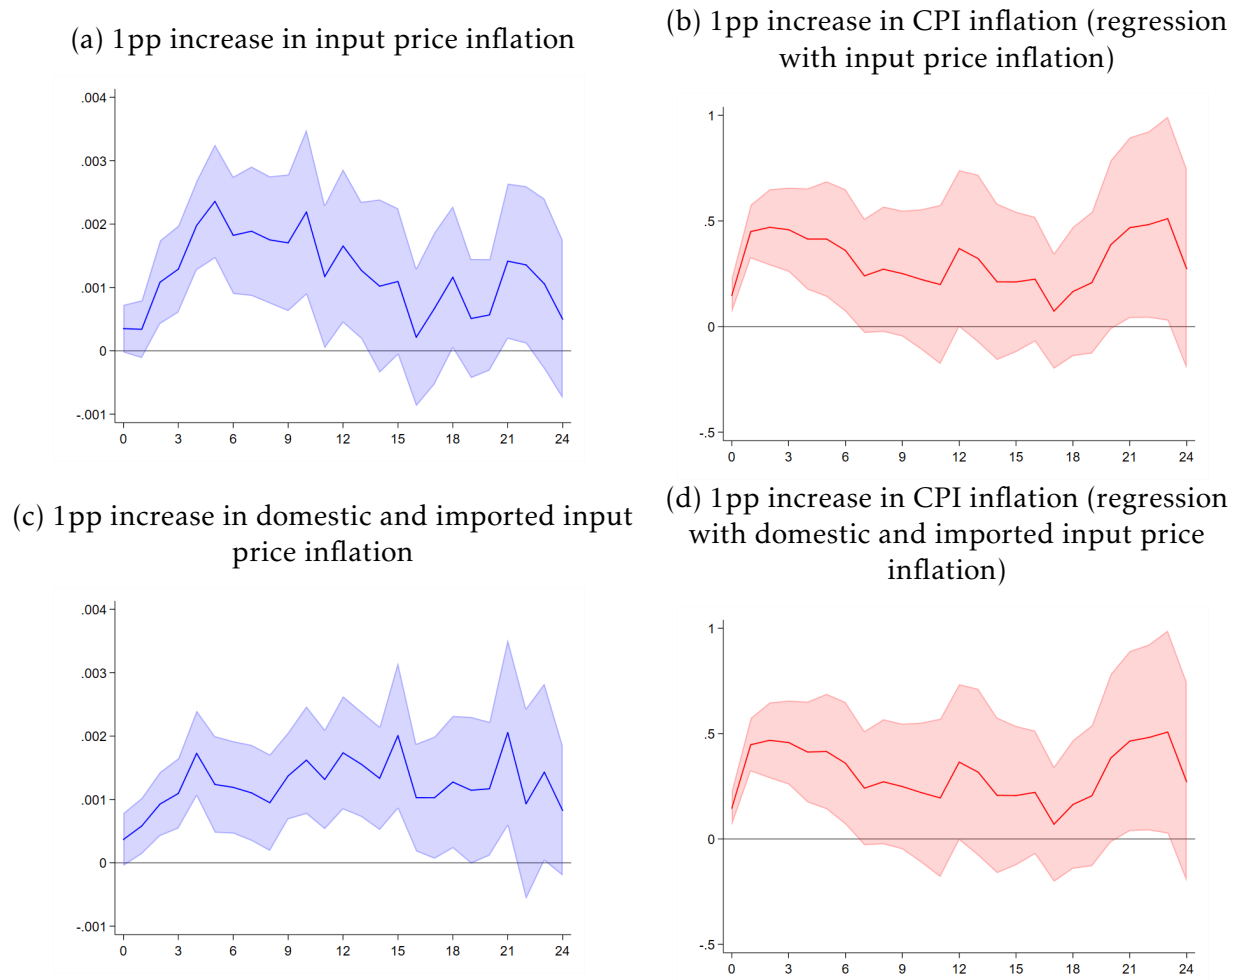 (a) 1pp increase in input price inflation
.004
.003
.002
.001
0
-.001
0 3 6 9 12 15 18 21 24
(b) 1pp increase in CPI inflation (regression
with input price inflation)
1
.5
0
-.5
0 3 6 9 12 15 18 21 24
(c) 1pp increase in domestic and imported input
price inflation
.004
.003
.002
.001
0
-.001
0 3 6 9 12 15 18 21 24
(d) 1pp increase in CPI inflation (regression
with domestic and imported input price
inflation)
1
.5
0
-.5
0 3 6 9 12 15 18 21 24